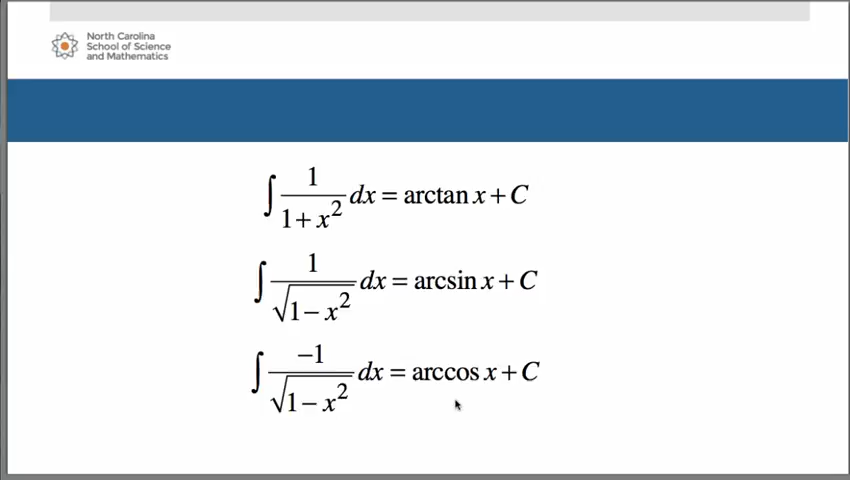 North Carolina
School of Science
and Mathematics
∫ 1/(1+x²) dx = arctan x + C
∫ 1/√(1−x²) dx = arcsin x + C
∫ −1/√(1−x²) dx = arccos x + C